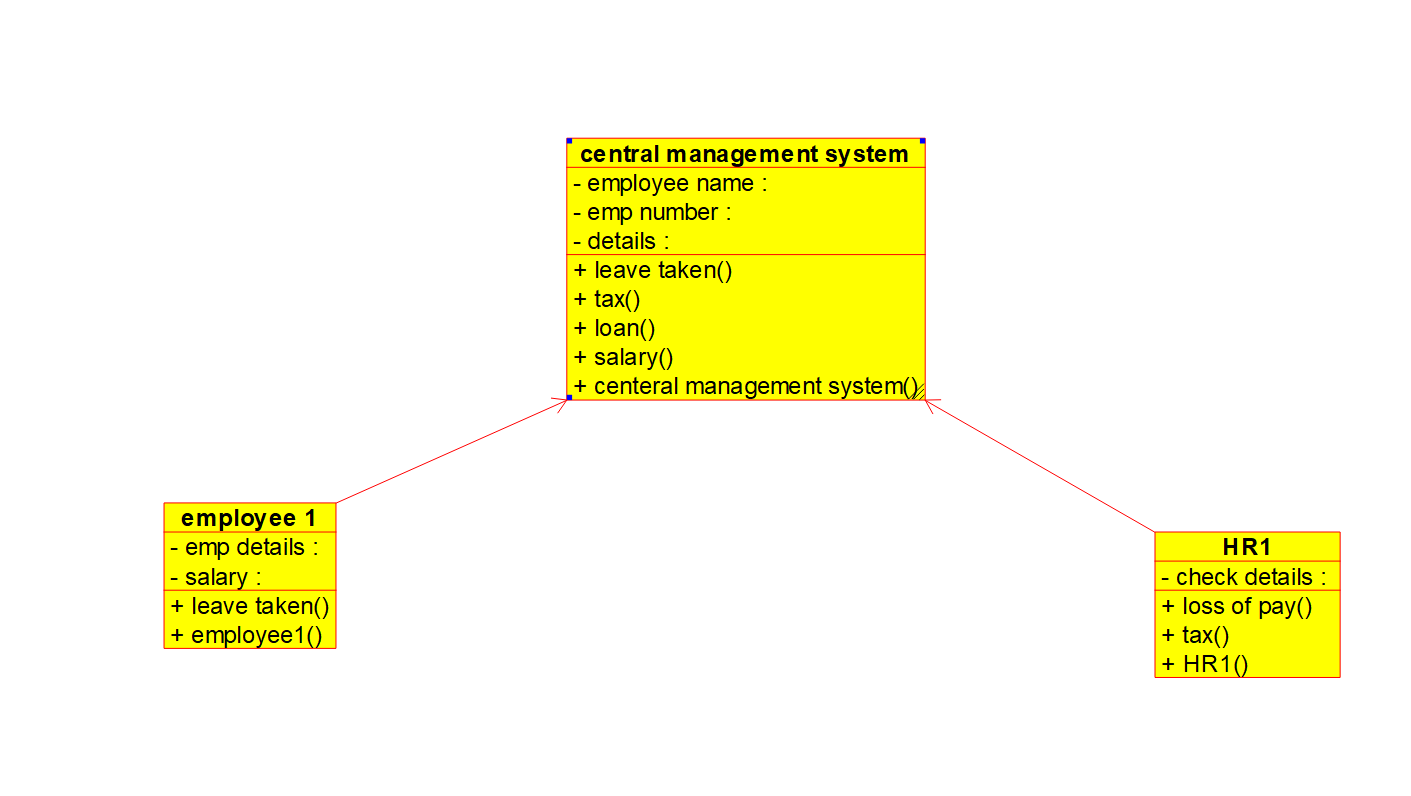 central management system
- employee name :
- emp number :
- details :
+ leave taken()
+ tax()
+ loan()
+ salary()
+ centeral management system()
employee 1
- emp details :
- salary :
+ leave taken()
+ employee1()
HR1
- check details :
+ loss of pay()
+ tax()
+ HR1()